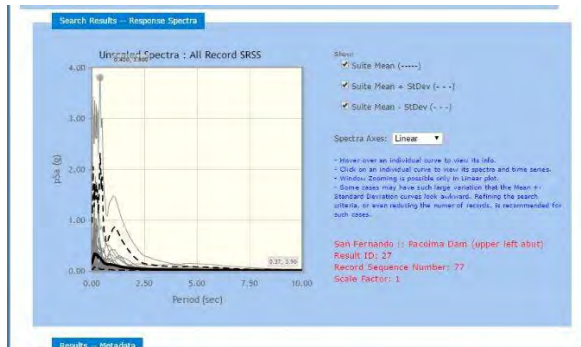 Search Results -- Response Spectra
Unscaled Spectra : All Record SRSS
4.00
3.00
2.00
1.00
0.00
pSa (g)
0.00 2.50 5.00 7.50 10.00
Period (sec)
Show:
Suite Mean (-----)
Suite Mean + StDev (- - -)
Suite Mean - StDev (- - -)
Spectra Axes: Linear
- Hover over an individual curve to view its info.
- Click on an individual curve to view its spectra and time series.
- Window Zooming is possible only in Linear plot.
- Some cases may have such large variation that the Mean +-
Standard Deviation curves look awkward. Refining the search
criteria, or even reducing the numer of records, is recommended for
such cases.
San Fernando :: Pacoima Dam (upper left abut)
Result ID: 27
Record Sequence Number: 77
Scale Factor: 1
Results -- Metadata